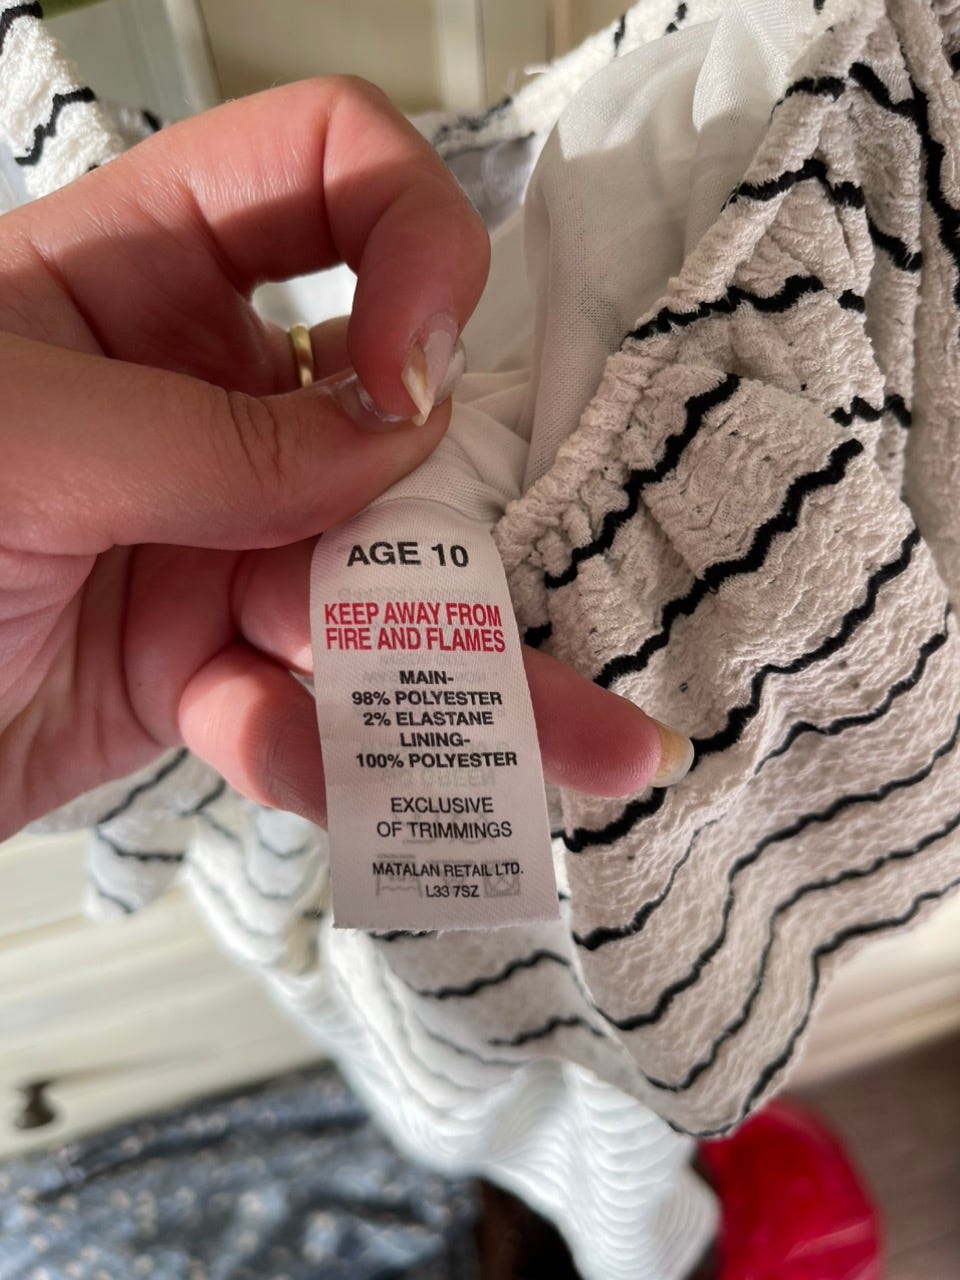 AGE 10
KEEP AWAY FROM
FIRE AND FLAMES
MAIN-
98% POLYESTER
2% ELASTANE
LINING-
100% POLYESTER
EXCLUSIVE
OF TRIMMINGS
MATALAN RETAIL LTD.
L33 7SZ